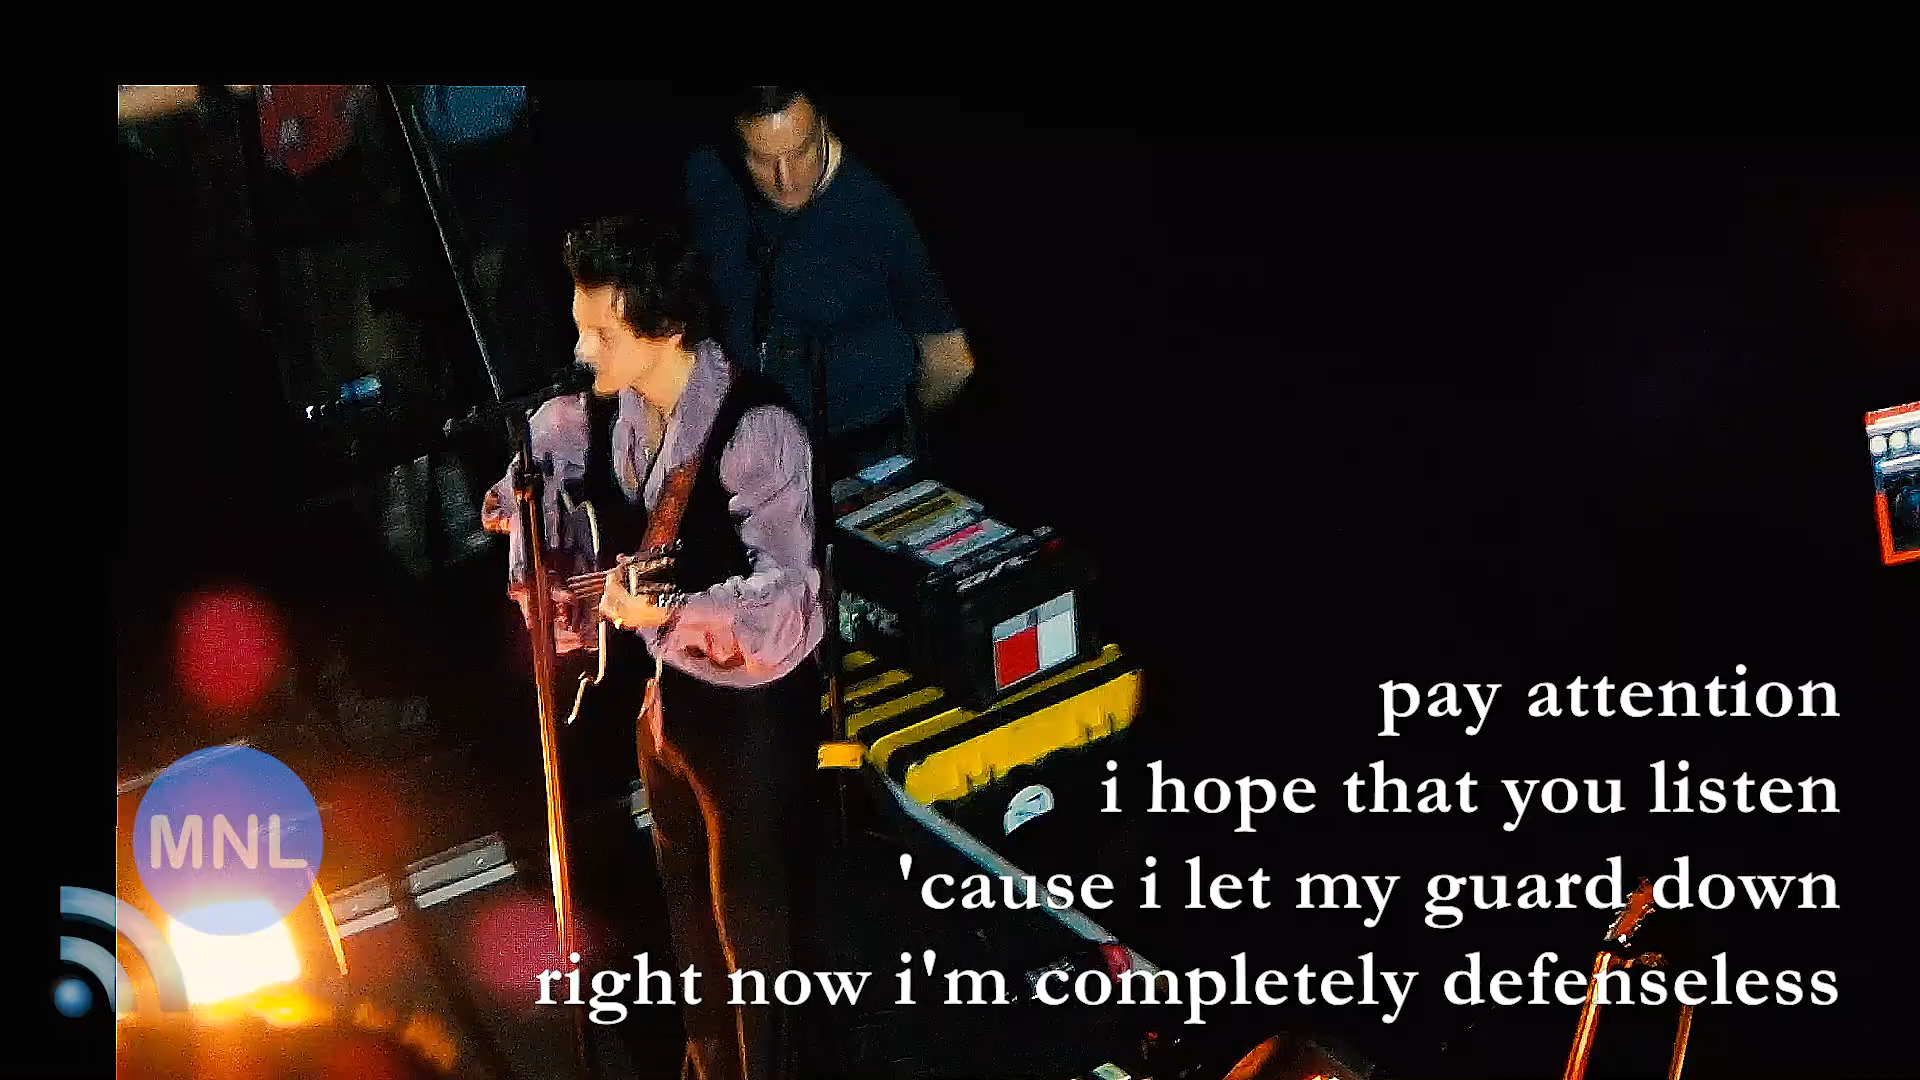 MNL
pay attention
i hope that you listen
'cause i let my guard down
right now i'm completely defenseless